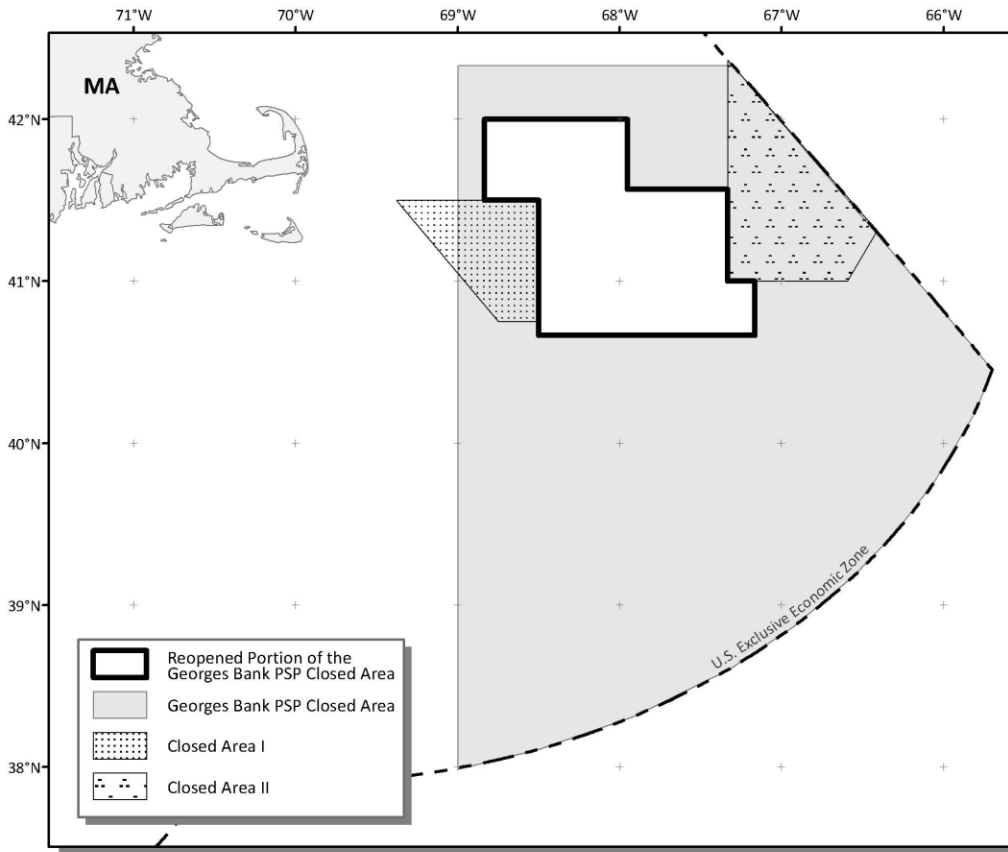 71°W 70°W 69°W 68°W 67°W 66°W
MA
42°N
41°N
40°N
39°N
38°N
U.S. Exclusive Economic Zone
Reopened Portion of the
Georges Bank PSP Closed Area
Georges Bank PSP Closed Area
Closed Area I
Closed Area II